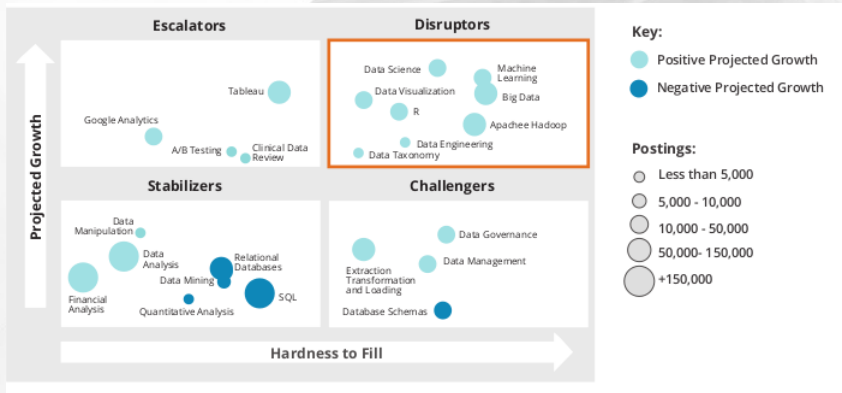 Escalators
Disruptors
Key:
Positive Projected Growth
Negative Projected Growth
Projected Growth
Tableau
Google Analytics
A/B Testing
Clinical Data
Review
Data Science
Machine
Learning
Data Visualization
Big Data
R
Apachee Hadoop
Data Engineering
Data Taxonomy
Postings:
Less than 5,000
5,000 - 10,000
10,000 - 50,000
50,000- 150,000
+150,000
Stabilizers
Challengers
Data
Manipulation
Data
Analysis
Relational
Databases
Data Mining
Financial
Analysis
Quantitative Analysis
SQL
Data Governance
Data Management
Extraction
Transformation
and Loading
Database Schemas
Hardness to Fill